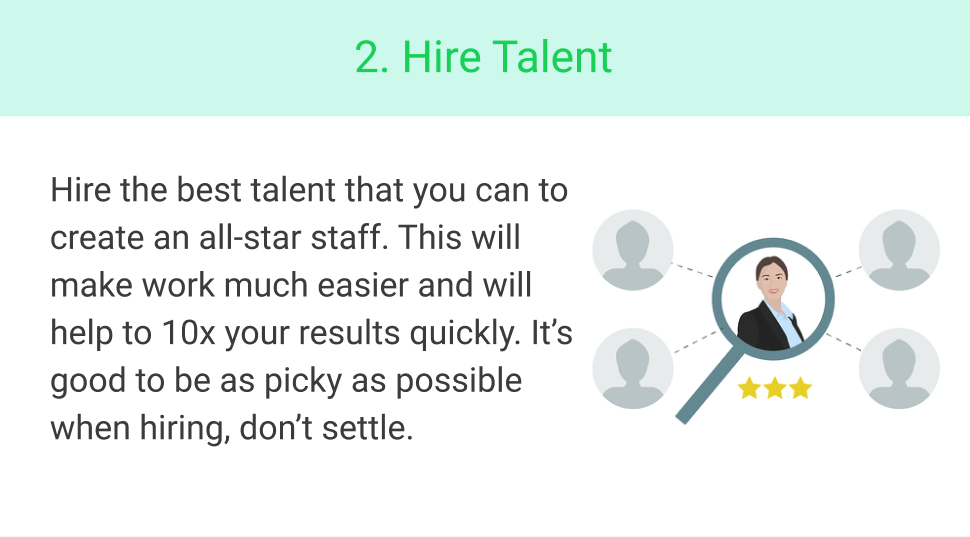 2. Hire Talent
Hire the best talent that you can to
create an all-star staff. This will
make work much easier and will
help to 10x your results quickly. It’s
good to be as picky as possible
when hiring, don’t settle.